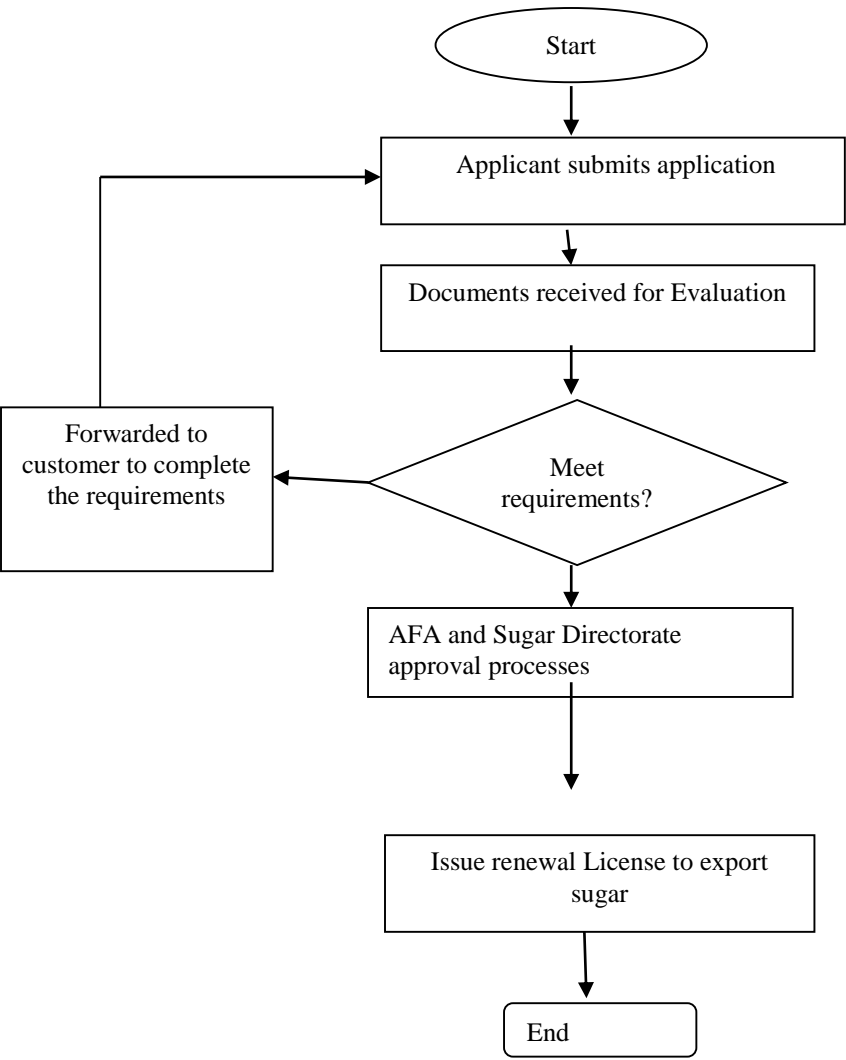 Start
Applicant submits application
Documents received for Evaluation
Forwarded to
customer to complete
the requirements
Meet
requirements?
AFA and Sugar Directorate
approval processes
Issue renewal License to export
sugar
End